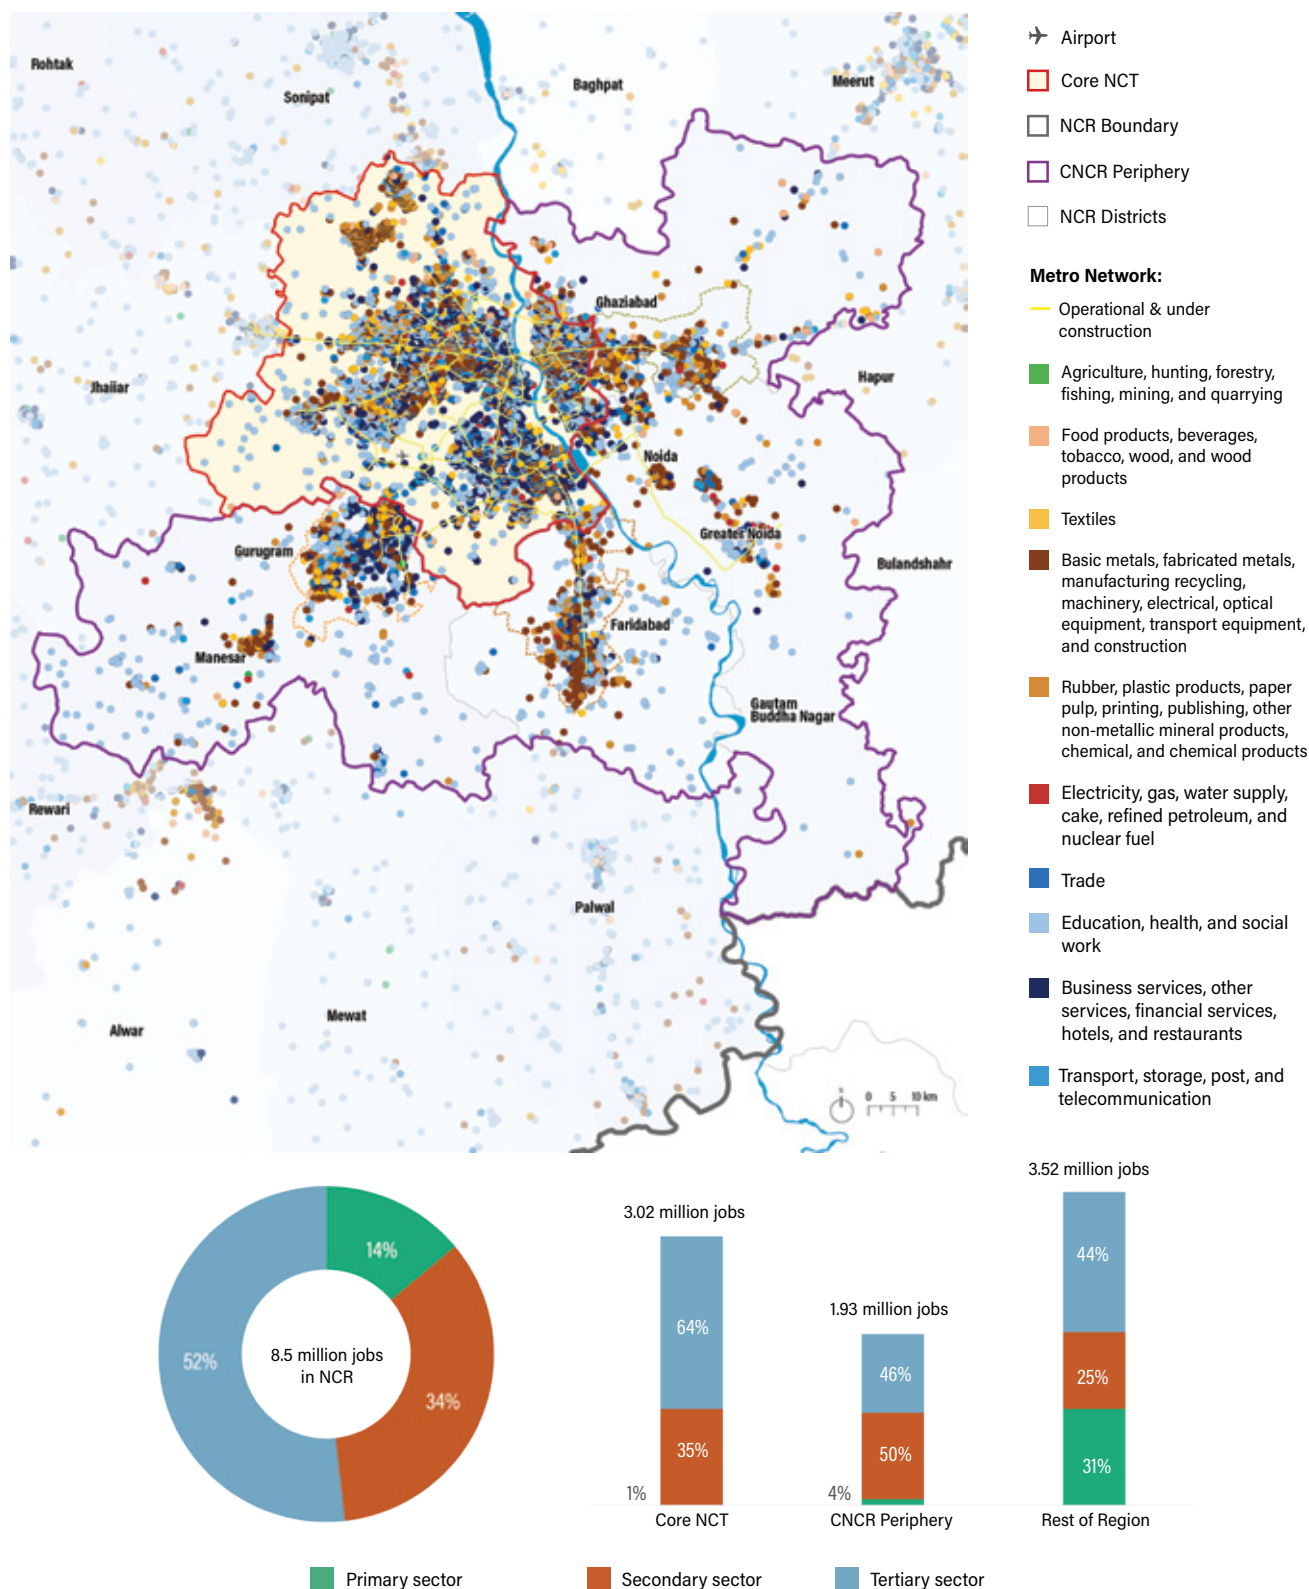 Rohtak
Sonipat
Baghpat
Meerut
Ghaziabad
Jhajjar
Hapur
Noida
Gurugram
Greater Noida
Bulandshahr
Faridabad
Manesar
Gautam
Buddha Nagar
Rewari
Palwal
Mewat
Alwar
N
0 5 10 km
Airport
Core NCT
NCR Boundary
CNCR Periphery
NCR Districts
Metro Network:
Operational & under
construction
Agriculture, hunting, forestry,
fishing, mining, and quarrying
Food products, beverages,
tobacco, wood, and wood
products
Textiles
Basic metals, fabricated metals,
manufacturing recycling,
machinery, electrical, optical
equipment, transport equipment,
and construction
Rubber, plastic products, paper
pulp, printing, publishing, other
non-metallic mineral products,
chemical, and chemical products
Electricity, gas, water supply,
cake, refined petroleum, and
nuclear fuel
Trade
Education, health, and social
work
Business services, other
services, financial services,
hotels, and restaurants
Transport, storage, post, and
telecommunication
14%
52%
34%
8.5 million jobs
in NCR
3.02 million jobs
64%
35%
1%
Core NCT
1.93 million jobs
46%
50%
4%
CNCR Periphery
3.52 million jobs
44%
25%
31%
Rest of Region
Primary sector
Secondary sector
Tertiary sector